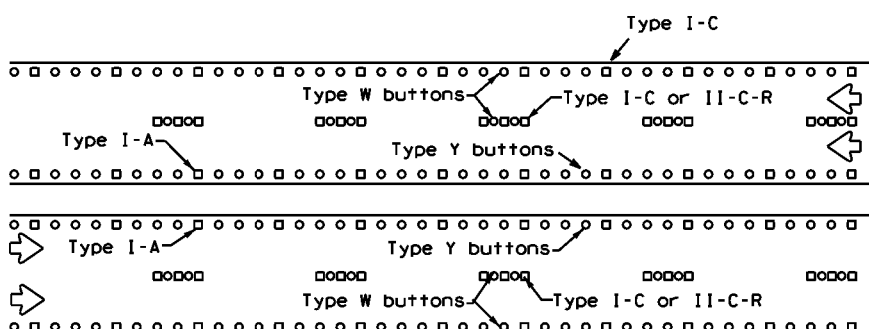 Type I-C
Type W buttons
Type I-C or II-C-R
Type I-A
Type Y buttons
Type I-A
Type Y buttons
Type W buttons
Type I-C or II-C-R